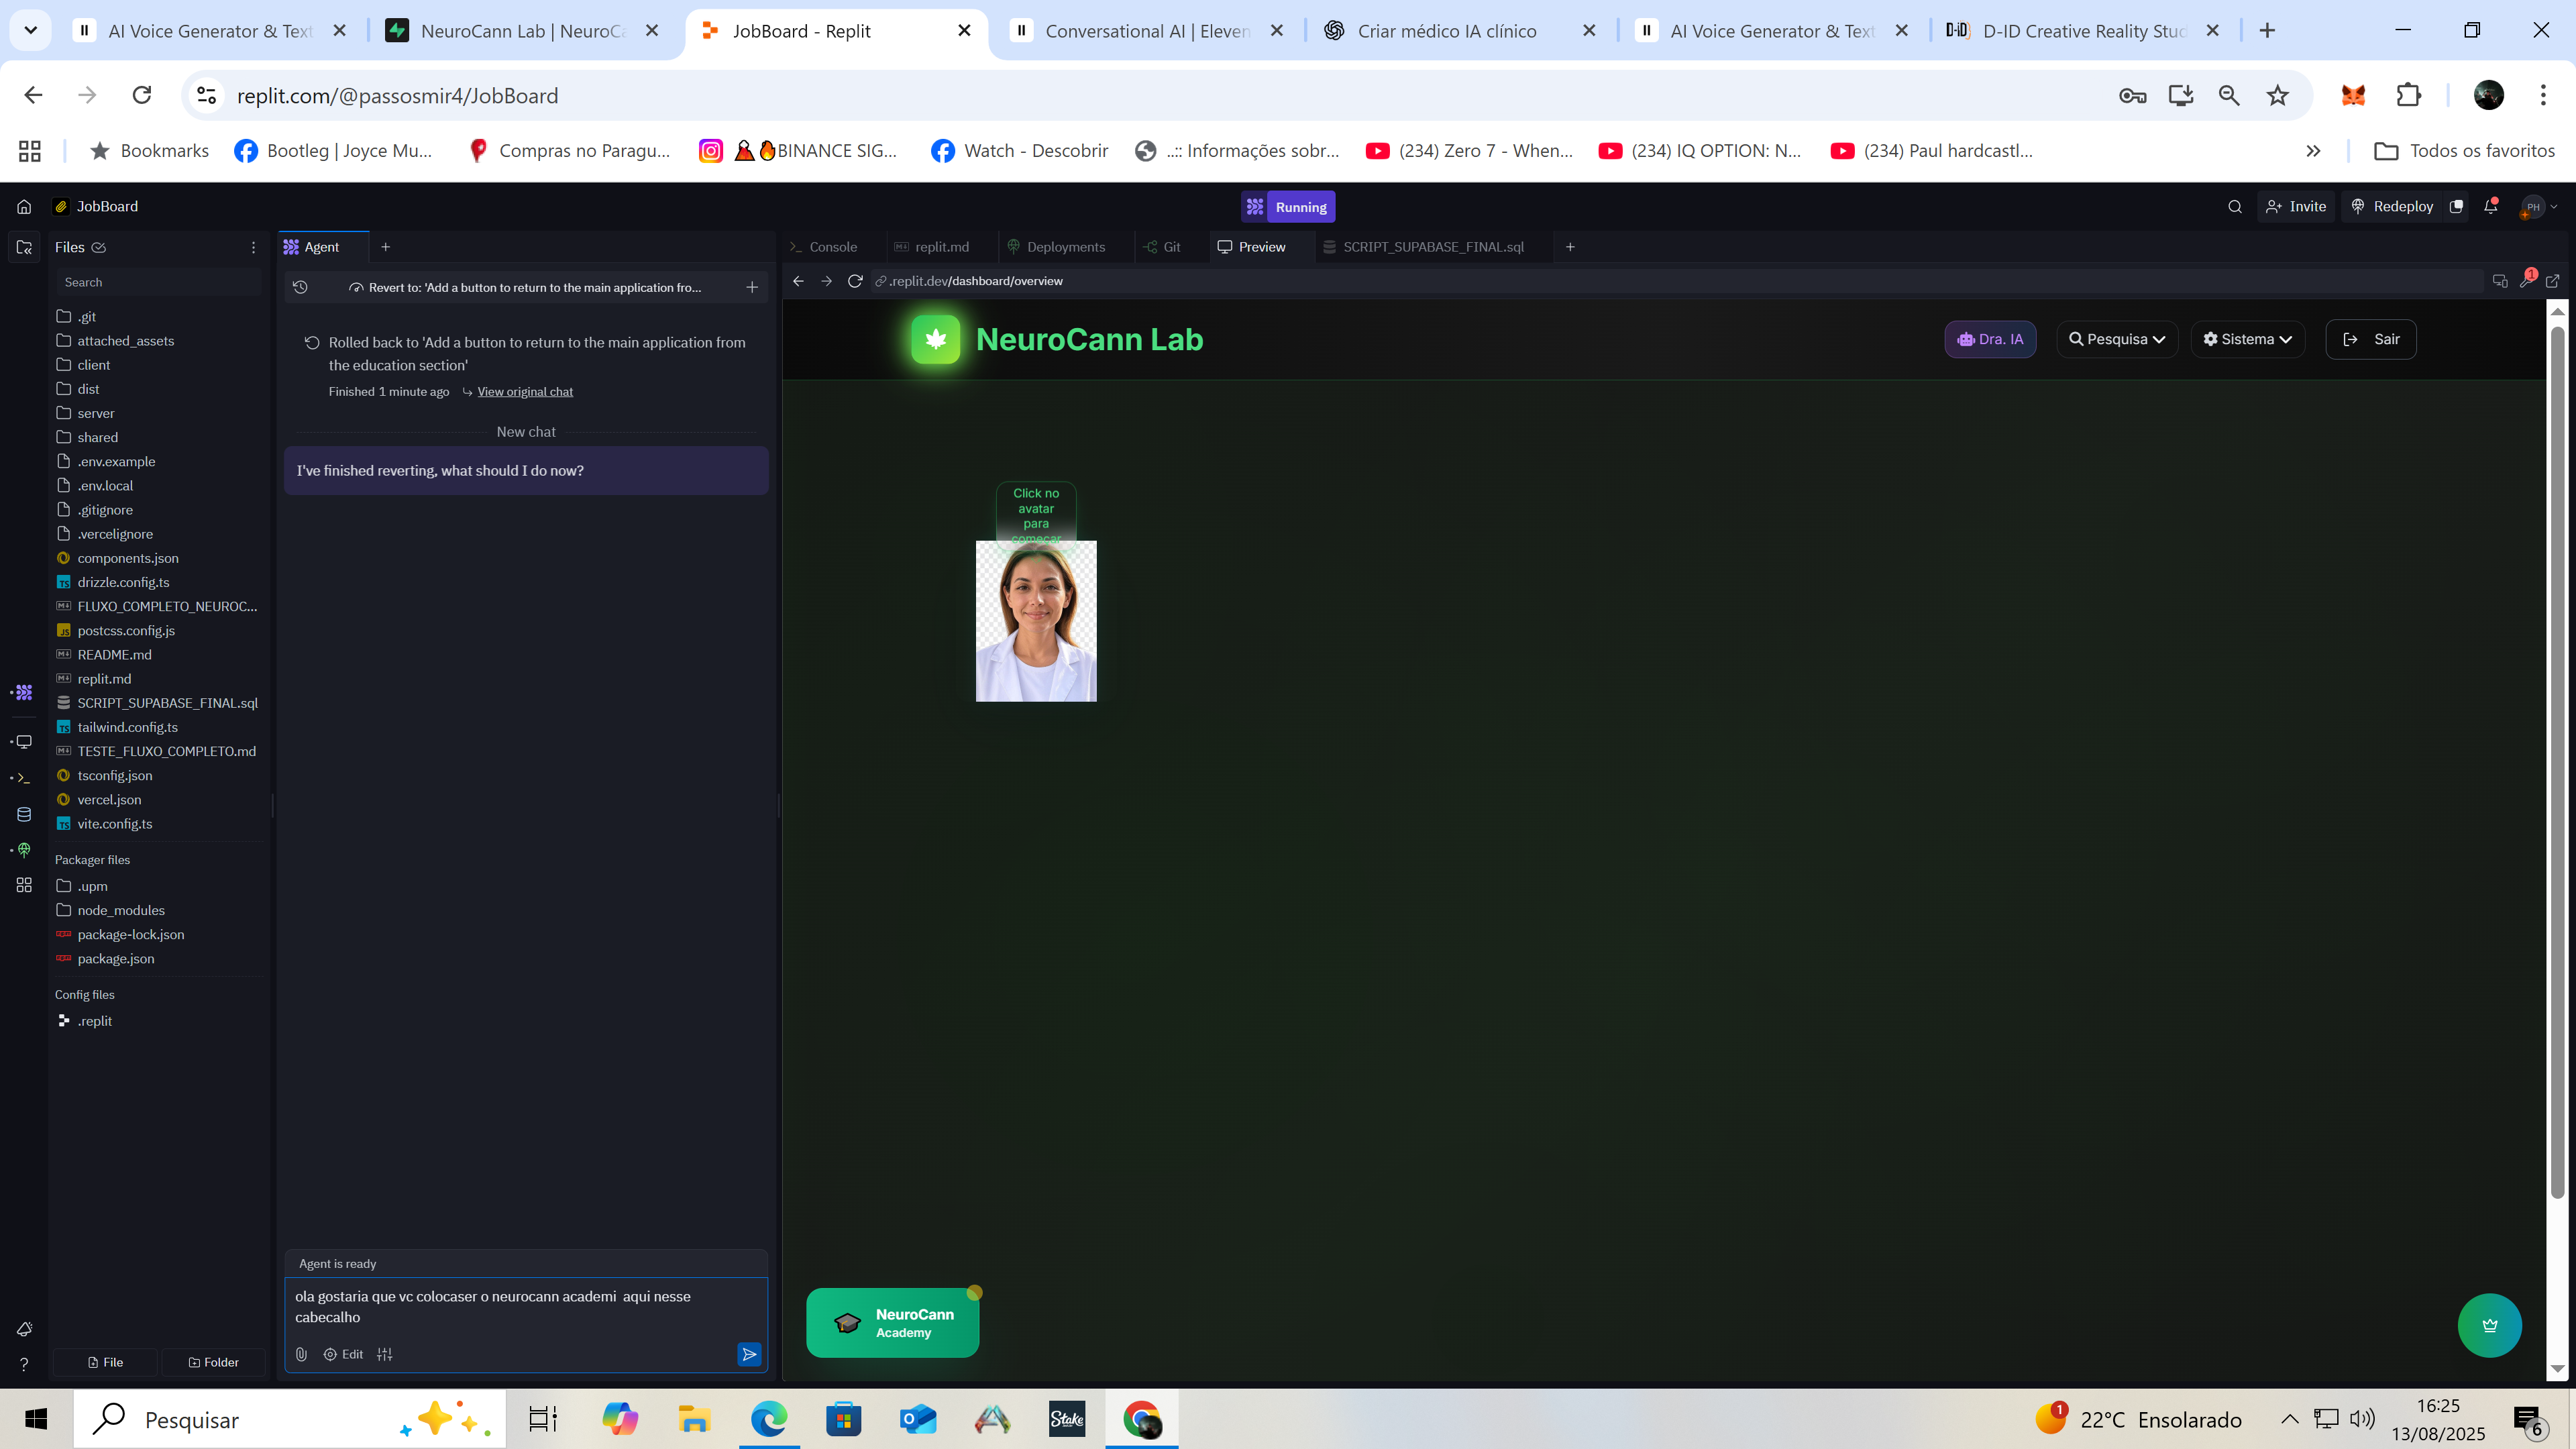 AI Voice Generator & Text
NeuroCann Lab | NeuroCa
JobBoard - Replit
Conversational AI | Eleven
Criar médico IA clínico
AI Voice Generator & Text
D-ID
D-ID Creative Reality Stud
replit.com/@passosmir4/JobBoard
Bookmarks
Bootleg | Joyce Mu...
Compras no Paragu...
BINANCE SIG...
Watch - Descobrir
..:: Informações sobr...
(234) Zero 7 - When...
(234) IQ OPTION: N...
(234) Paul hardcastl...
Todos os favoritos
JobBoard
Running
Invite
Redeploy
PH
Files
Agent
Console
replit.md
Deployments
Git
Preview
SCRIPT_SUPABASE_FINAL.sql
Search
Revert to: 'Add a button to return to the main application fro...
.replit.dev/dashboard/overview
1
.git
attached_assets
client
dist
server
shared
.env.example
.env.local
.gitignore
.vercelignore
components.json
drizzle.config.ts
FLUXO_COMPLETO_NEUROC...
postcss.config.js
README.md
replit.md
SCRIPT_SUPABASE_FINAL.sql
tailwind.config.ts
TESTE_FLUXO_COMPLETO.md
tsconfig.json
vercel.json
vite.config.ts
Packager files
.upm
node_modules
package-lock.json
package.json
Config files
.replit
File
Folder
Rolled back to 'Add a button to return to the main application from
the education section'
Finished 1 minute ago
View original chat
New chat
I've finished reverting, what should I do now?
Agent is ready
ola gostaria que vc colocaser o neurocann academi  aqui nesse
cabecalho
Edit
NeuroCann Lab
Dra. IA
Pesquisa
Sistema
Sair
Click no
avatar
para
começar
NeuroCann
Academy
Pesquisar
Stake
1
22°C Ensolarado
16:25
13/08/2025
6